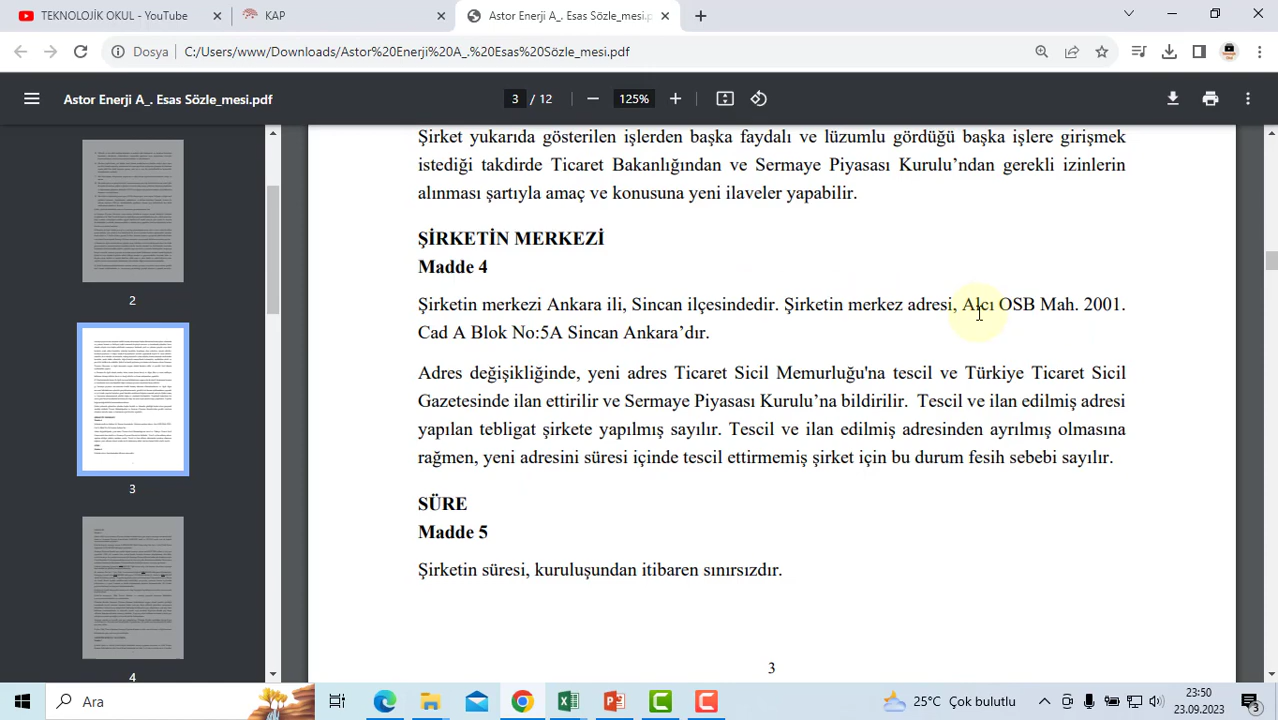 TEKNOLOJİK OKUL - YouTube
KAP
Astor Enerji A_. Esas Sözle_mesi.p
Dosya
C:/Users/www/Downloads/Astor%20Enerji%20A_.%20Esas%20Sözle_mesi.pdf
Astor Enerji A_. Esas Sözle_mesi.pdf
3 / 12
125%
2
3
4
Şirket yukarıda gösterilen işlerden başka faydalı ve lüzumlu gördüğü başka işlere girişmek
istediği takdirde Ticaret Bakanlığından ve Sermaye Piyasası Kurulu’ndan gerekli izinlerin
alınması şartıyla amaç ve konusuna yeni ilaveler yapabilir.
ŞİRKETİN MERKEZİ
Madde 4
Şirketin merkezi Ankara ili, Sincan ilçesindedir. Şirketin merkez adresi, Alcı OSB Mah. 2001.
Cad A Blok No:5A Sincan Ankara’dır.
Adres değişikliğinde, yeni adres Ticaret Sicil Memurluğu'na tescil ve Türkiye Ticaret Sicil
Gazetesinde ilan ettirilir ve Sermaye Piyasası Kurulu’na bildirilir. Tescil ve ilan edilmiş adresi
yapılan tebligat şirkete yapılmış sayılır. Tescil ve ilan edilmiş adresinden ayrılmış olmasına
rağmen, yeni adresini süresi içinde tescil ettirmemiş şirket için bu durum fesih sebebi sayılır.
SÜRE
Madde 5
Şirketin süresi, kuruluşundan itibaren sınırsızdır.
3
Ara
25°C Çok bulutlu
23:50
23.09.2023
3